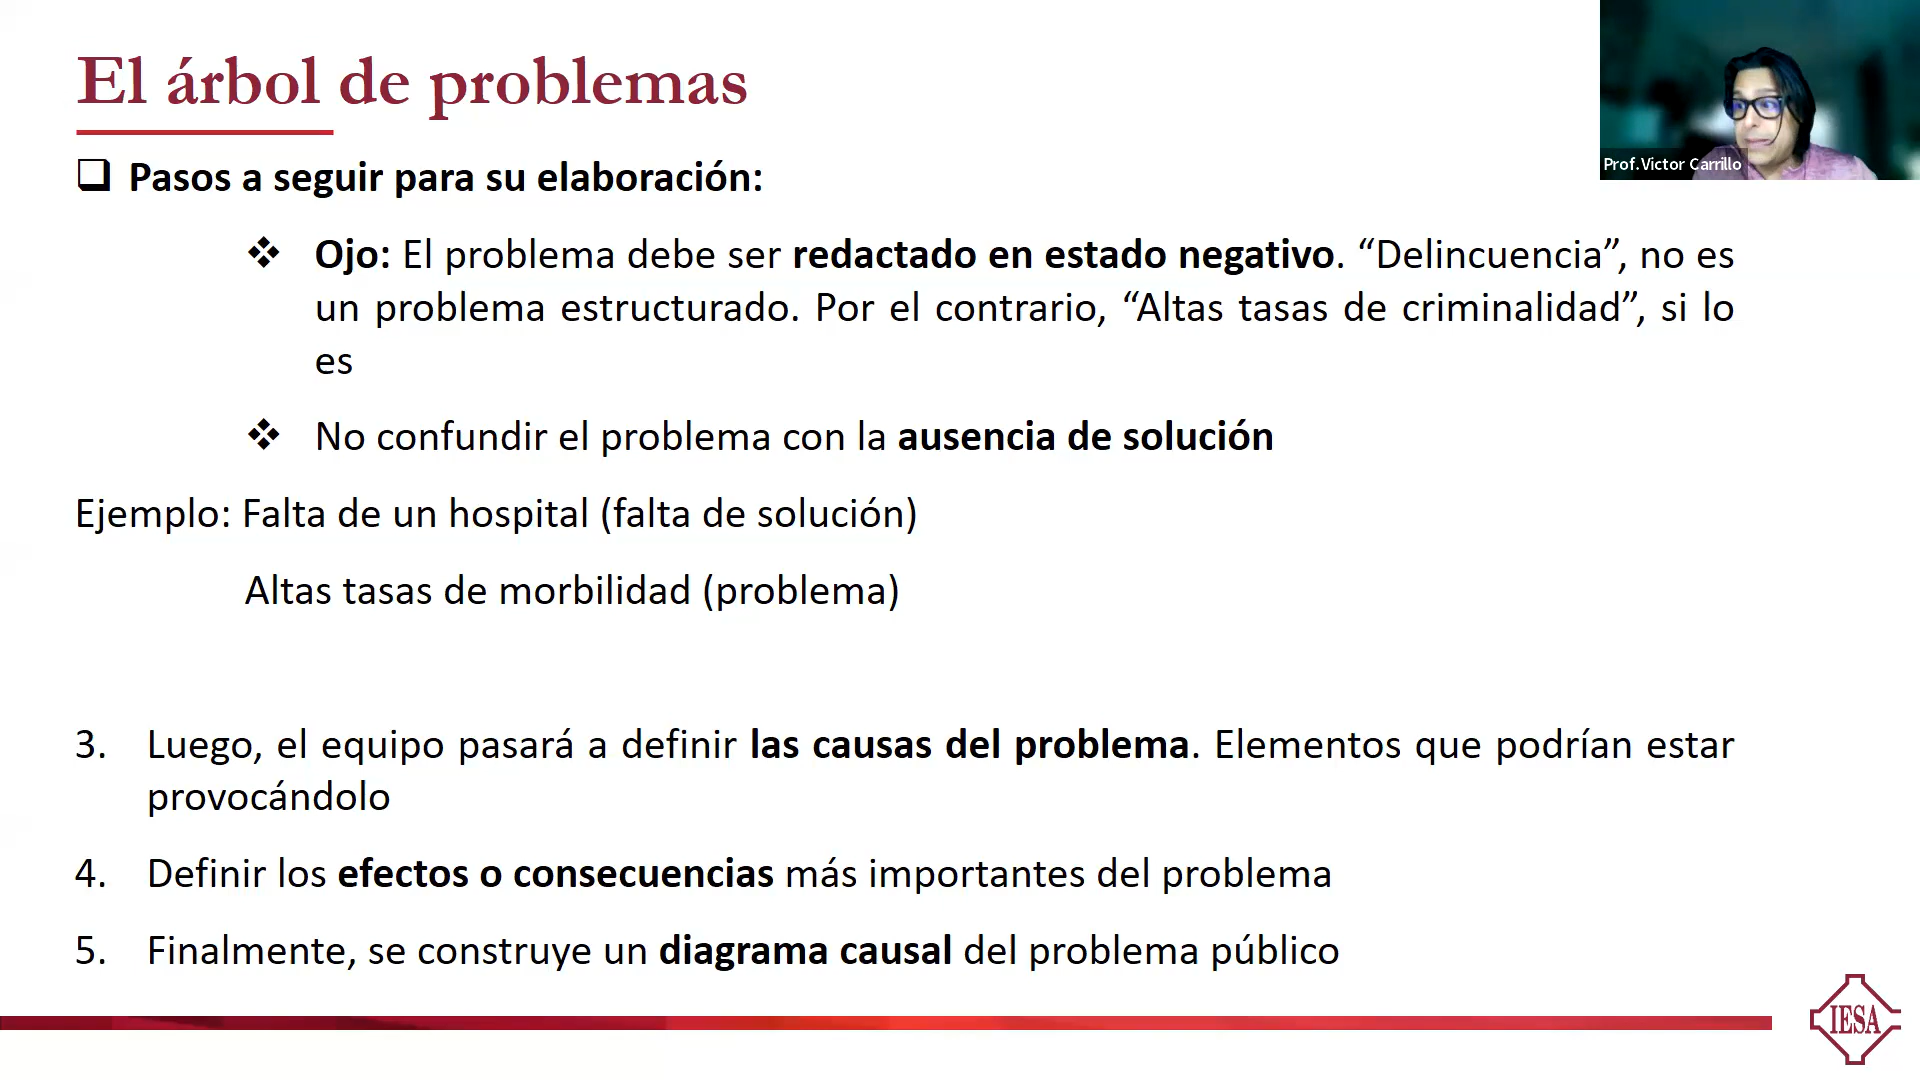 El árbol de problemas
Prof. Victor Carrillo
❑ Pasos a seguir para su elaboración:
❖ Ojo: El problema debe ser redactado en estado negativo. “Delincuencia”, no es
un problema estructurado. Por el contrario, “Altas tasas de criminalidad”, si lo
es
❖ No confundir el problema con la ausencia de solución
Ejemplo: Falta de un hospital (falta de solución)
Altas tasas de morbilidad (problema)
3. Luego, el equipo pasará a definir las causas del problema. Elementos que podrían estar
provocándolo
4. Definir los efectos o consecuencias más importantes del problema
5. Finalmente, se construye un diagrama causal del problema público
IESA